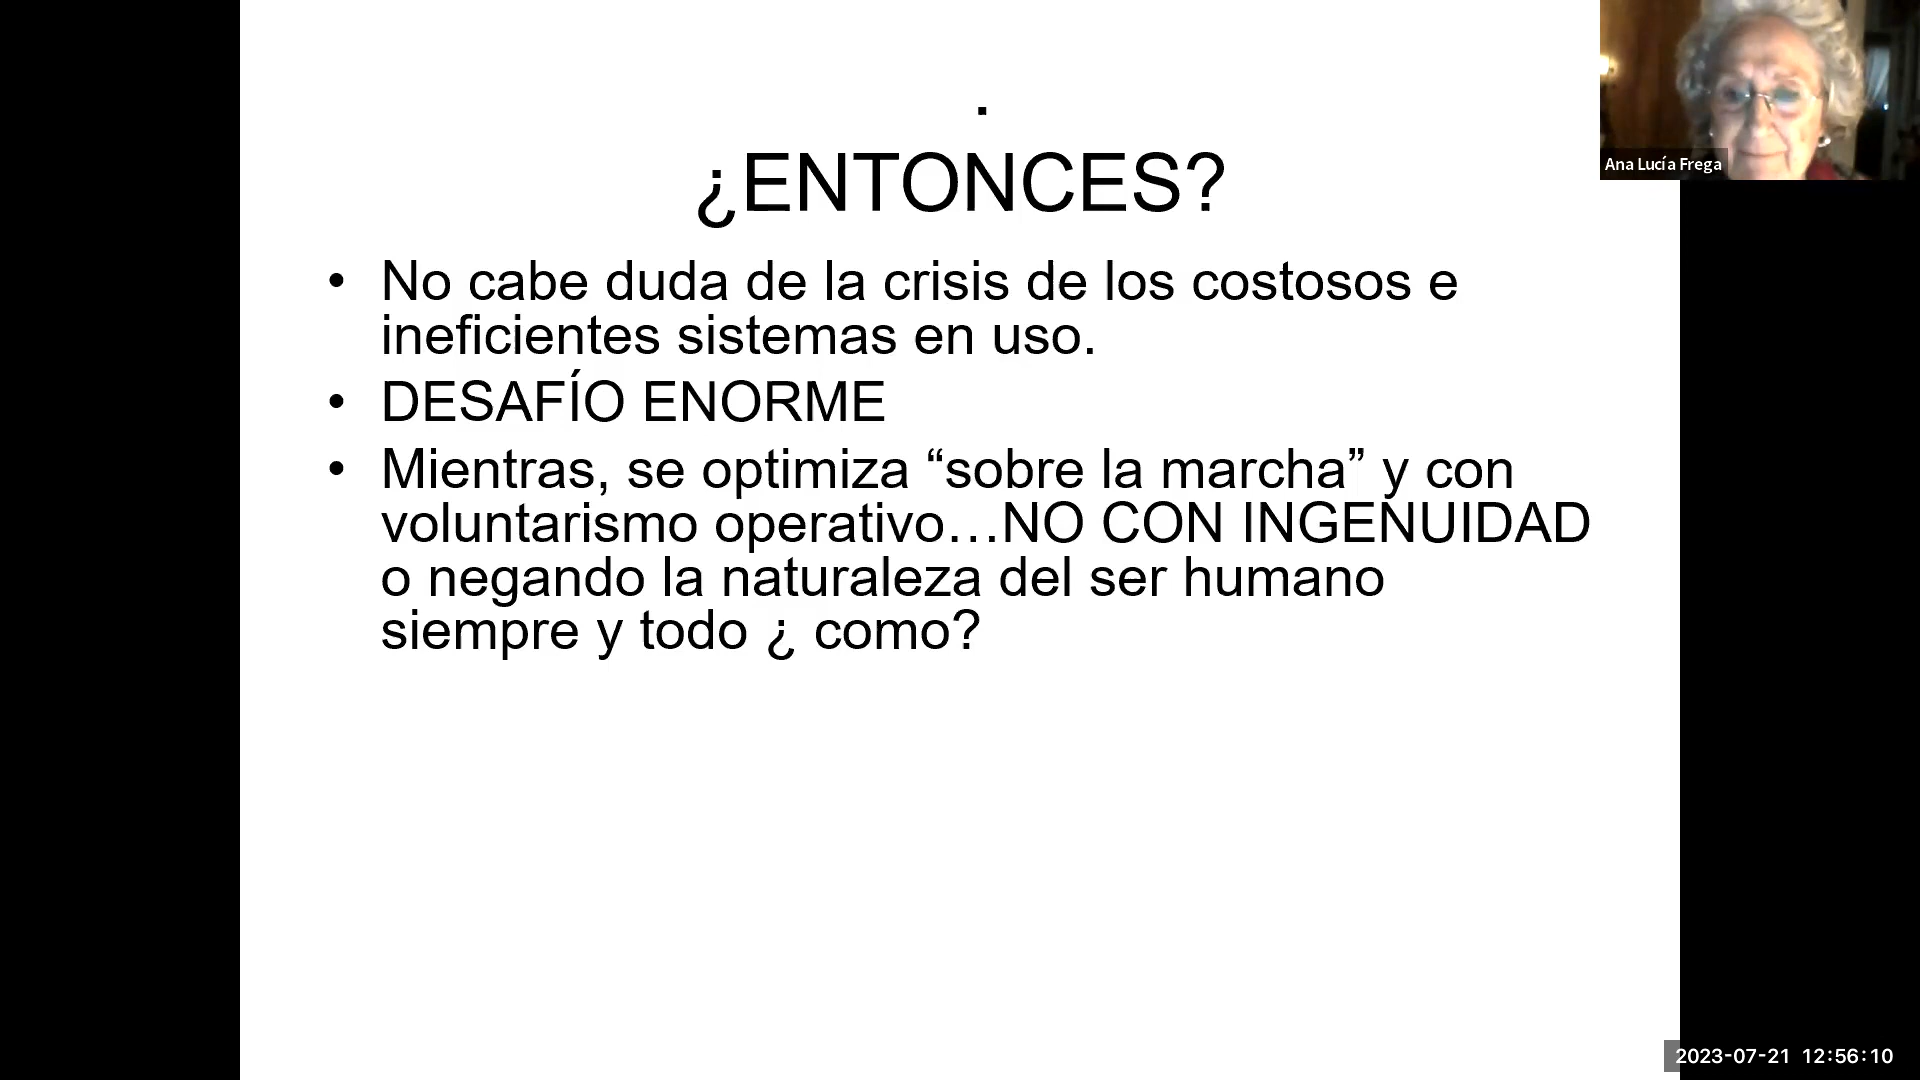 .
¿ENTONCES?
• No cabe duda de la crisis de los costosos e
ineficientes sistemas en uso.
• DESAFÍO ENORME
• Mientras, se optimiza “sobre la marcha” y con
voluntarismo operativo…NO CON INGENUIDAD
o negando la naturaleza del ser humano
siempre y todo ¿ como?
Ana Lucía Frega
2023-07-21 12:56:10